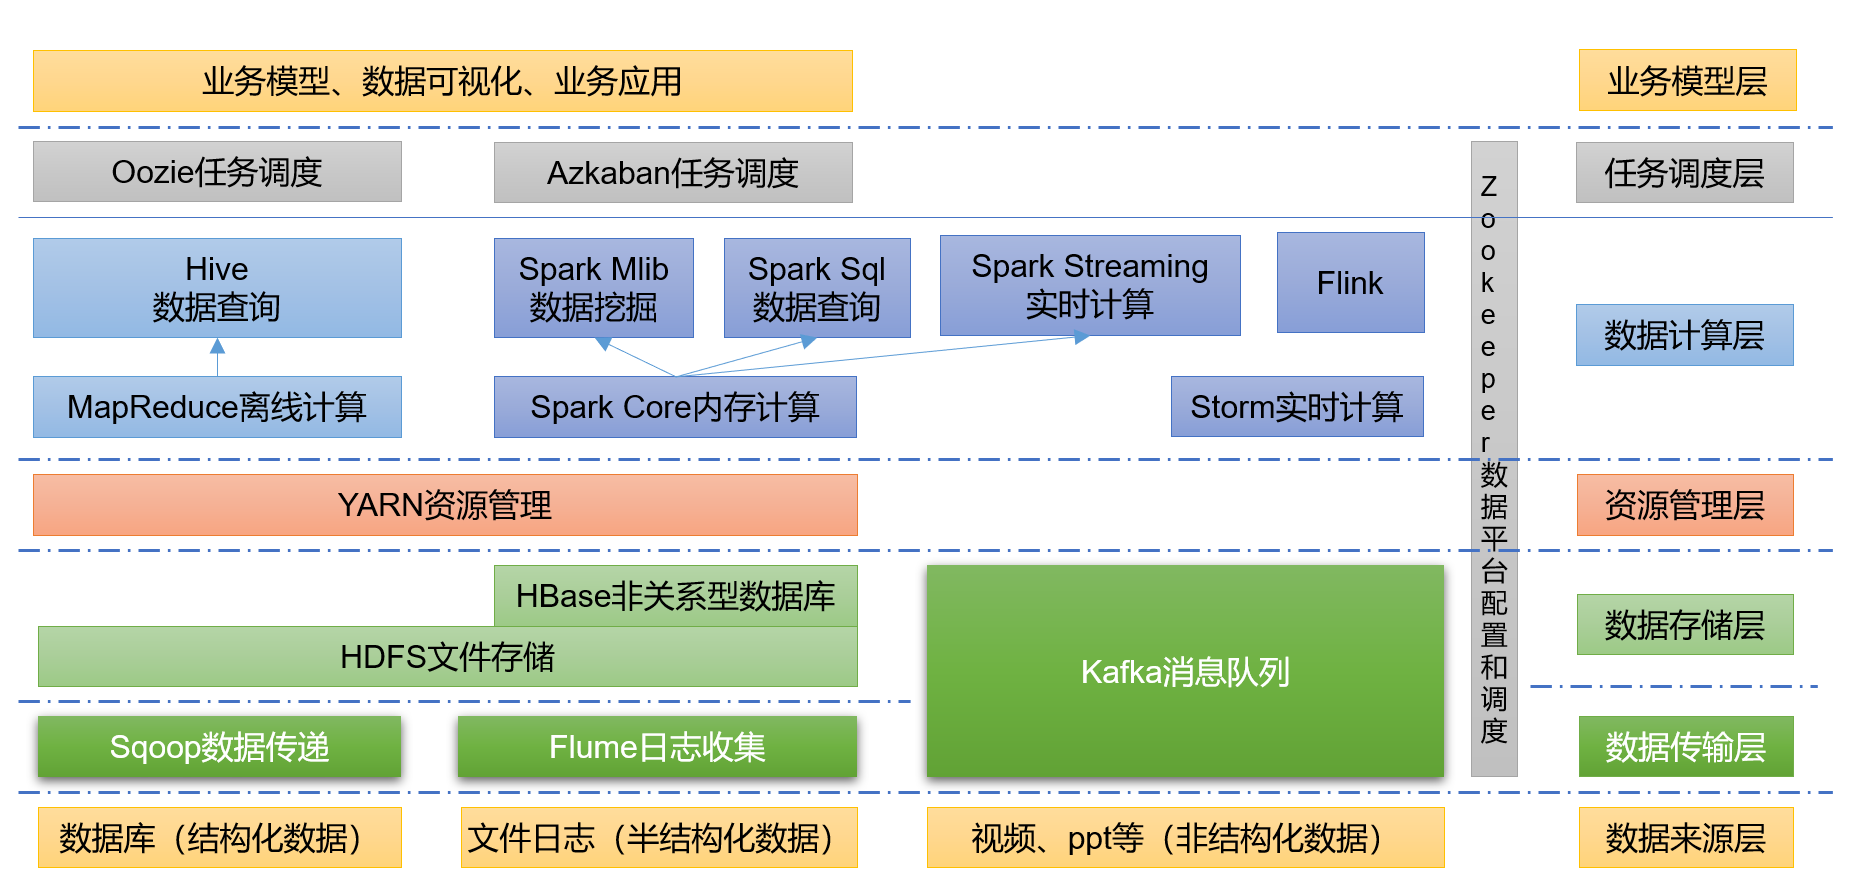 业务模型、数据可视化、业务应用
业务模型层
Oozie任务调度
Azkaban任务调度
任务调度层
Hive
数据查询
Spark Mlib
数据挖掘
Spark Sql
数据查询
Spark Streaming
实时计算
Flink
数据计算层
MapReduce离线计算
Spark Core内存计算
Storm实时计算
Zookeeper数据平台配置和调度
YARN资源管理
资源管理层
HBase非关系型数据库
HDFS文件存储
Kafka消息队列
数据存储层
Sqoop数据传递
Flume日志收集
数据传输层
数据库（结构化数据）
文件日志（半结构化数据）
视频、ppt等（非结构化数据）
数据来源层